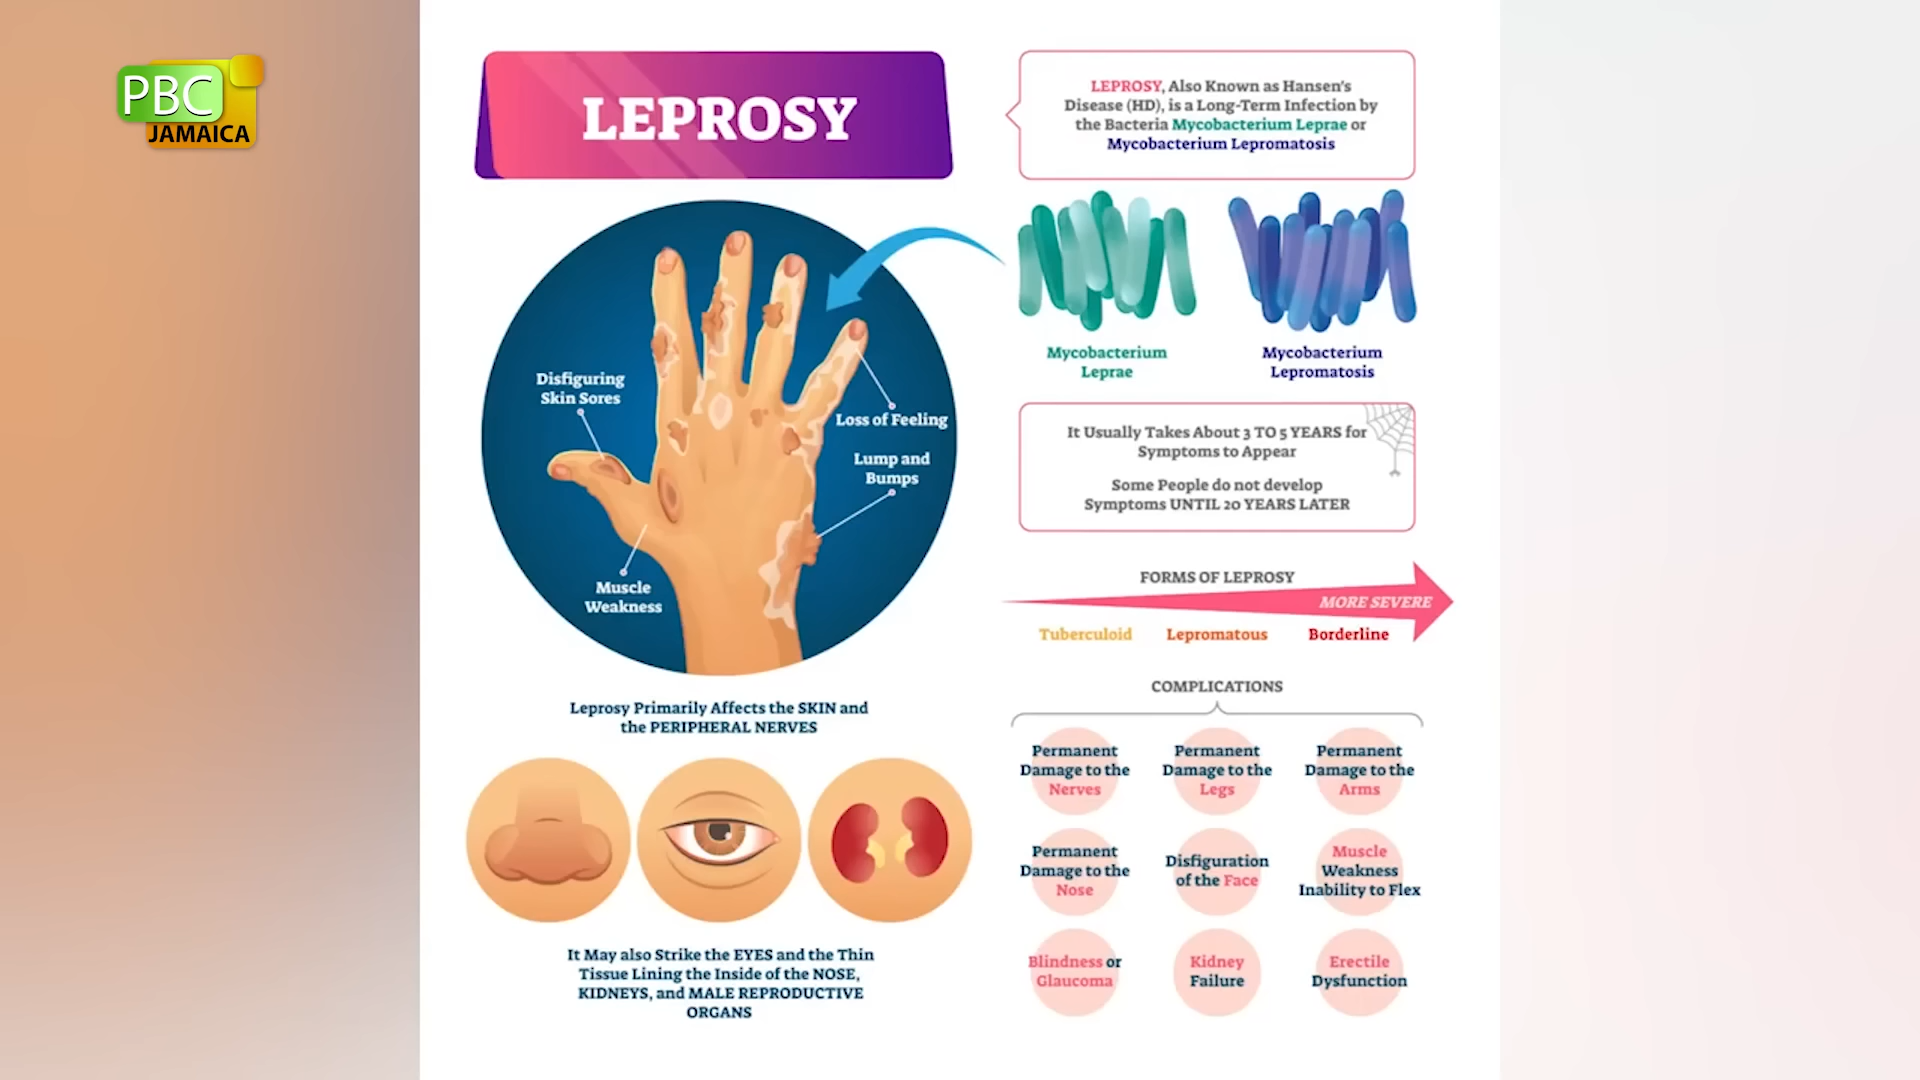 PBC
JAMAICA
LEPROSY
LEPROSY, Also Known as Hansen's
Disease (HD), is a Long-Term Infection by
the Bacteria Mycobacterium Leprae or
Mycobacterium Lepromatosis
Mycobacterium
Leprae
Mycobacterium
Lepromatosis
Disfiguring
Skin Sores
Loss of Feeling
Lump and
Bumps
Muscle
Weakness
It Usually Takes About 3 TO 5 YEARS for
Symptoms to Appear
Some People do not develop
Symptoms UNTIL 20 YEARS LATER
FORMS OF LEPROSY
MORE SEVERE
Tuberculoid
Lepromatous
Borderline
Leprosy Primarily Affects the SKIN and
the PERIPHERAL NERVES
It May also Strike the EYES and the Thin
Tissue Lining the Inside of the NOSE,
KIDNEYS, and MALE REPRODUCTIVE
ORGANS
COMPLICATIONS
Permanent
Damage to the
Nerves
Permanent
Damage to the
Legs
Permanent
Damage to the
Arms
Permanent
Damage to the
Nose
Disfiguration
of the Face
Muscle
Weakness
Inability to Flex
Blindness or
Glaucoma
Kidney
Failure
Erectile
Dysfunction